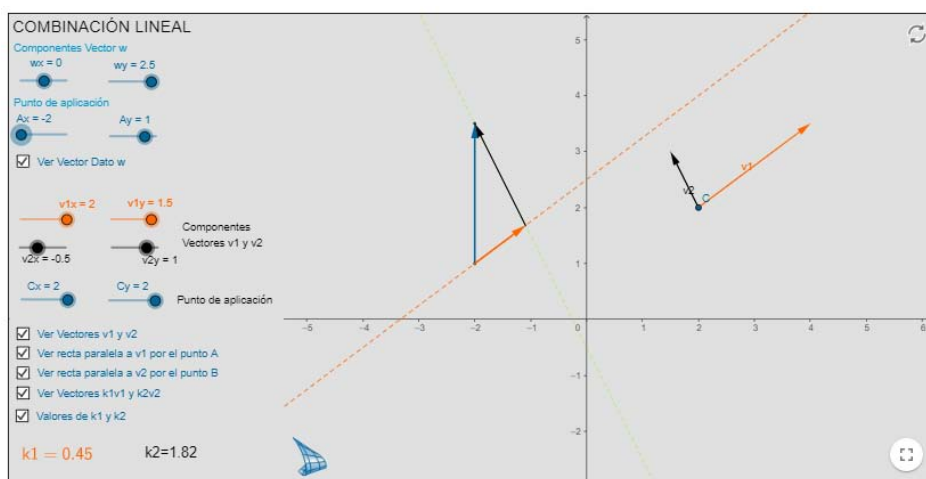 COMBINACIÓN LINEAL
Componentes Vector w
wx = 0 wy = 2.5
Punto de aplicación
Ax = -2 Ay = 1
Ver Vector Dato w
v1x = 2 v1y = 1.5
Componentes
Vectores v1 y v2
v2x = -0.5 v2y = 1
Cx = 2 Cy = 2
Punto de aplicación
Ver Vectores v1 y v2
Ver recta paralela a v1 por el punto A
Ver recta paralela a v2 por el punto B
Ver Vectores k1v1 y k2v2
Valores de k1 y k2
k1 = 0.45 k2=1.82
5
4
3
2
1
-5 -4 -3 -2 -1 0 1 2 3 4 5 6
-1
-2
v1
v2
C